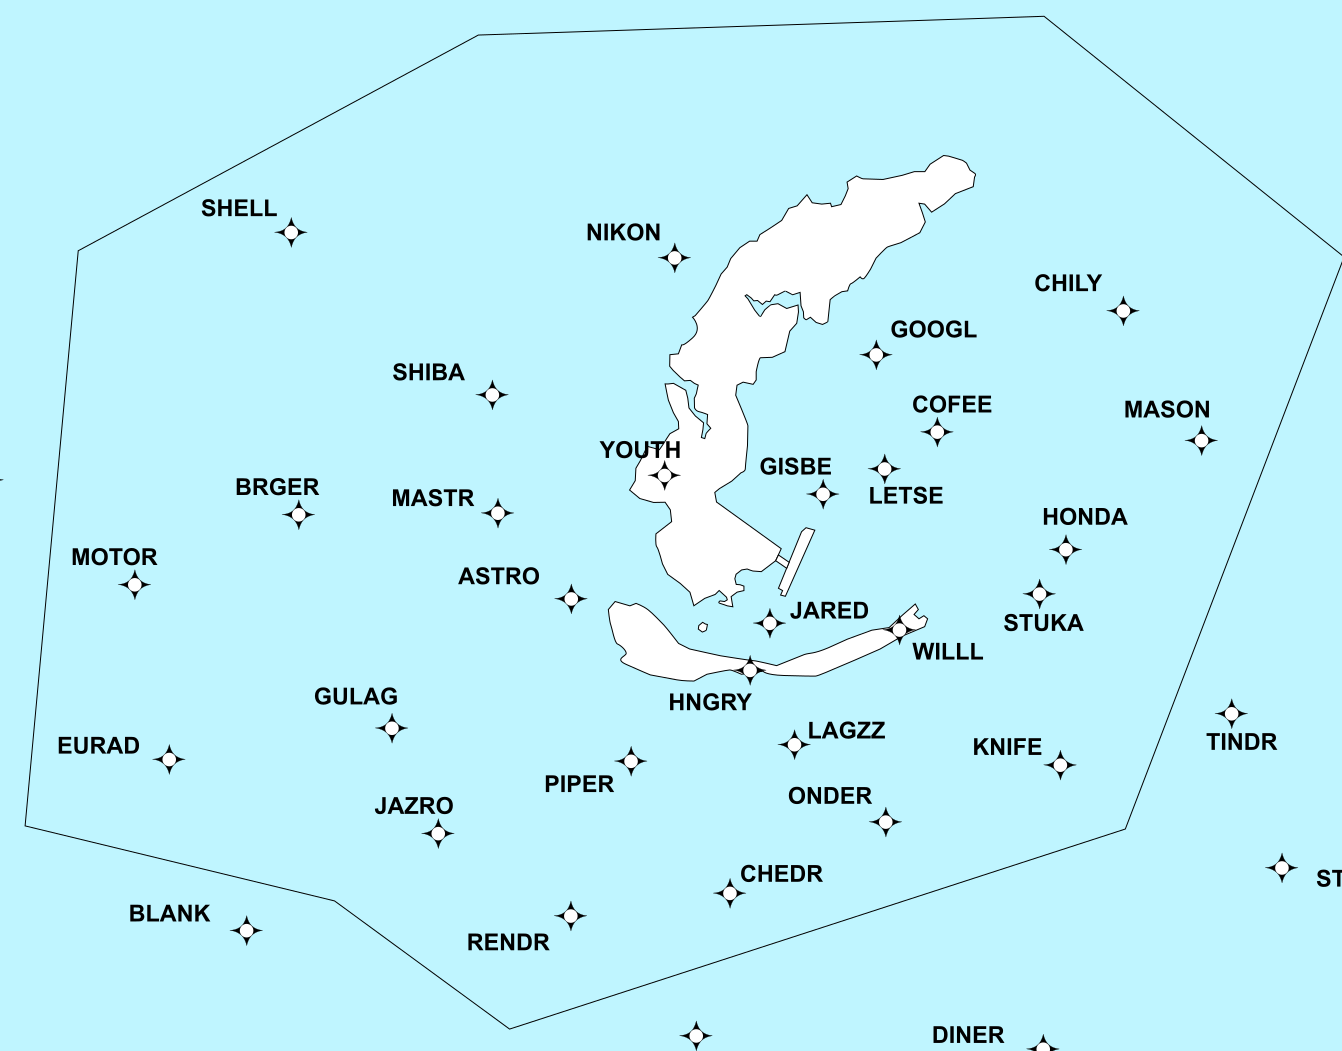 SHELL
NIKON
CHILY
GOOGL
SHIBA
COFEE
MASON
YOUTH
GISBE
BRGER
MASTR
LETSE
HONDA
MOTOR
ASTRO
JARED
STUKA
WILLL
GULAG
HNGRY
LAGZZ
TINDR
EURAD
KNIFE
PIPER
ONDER
JAZRO
CHEDR
ST
BLANK
RENDR
DINER